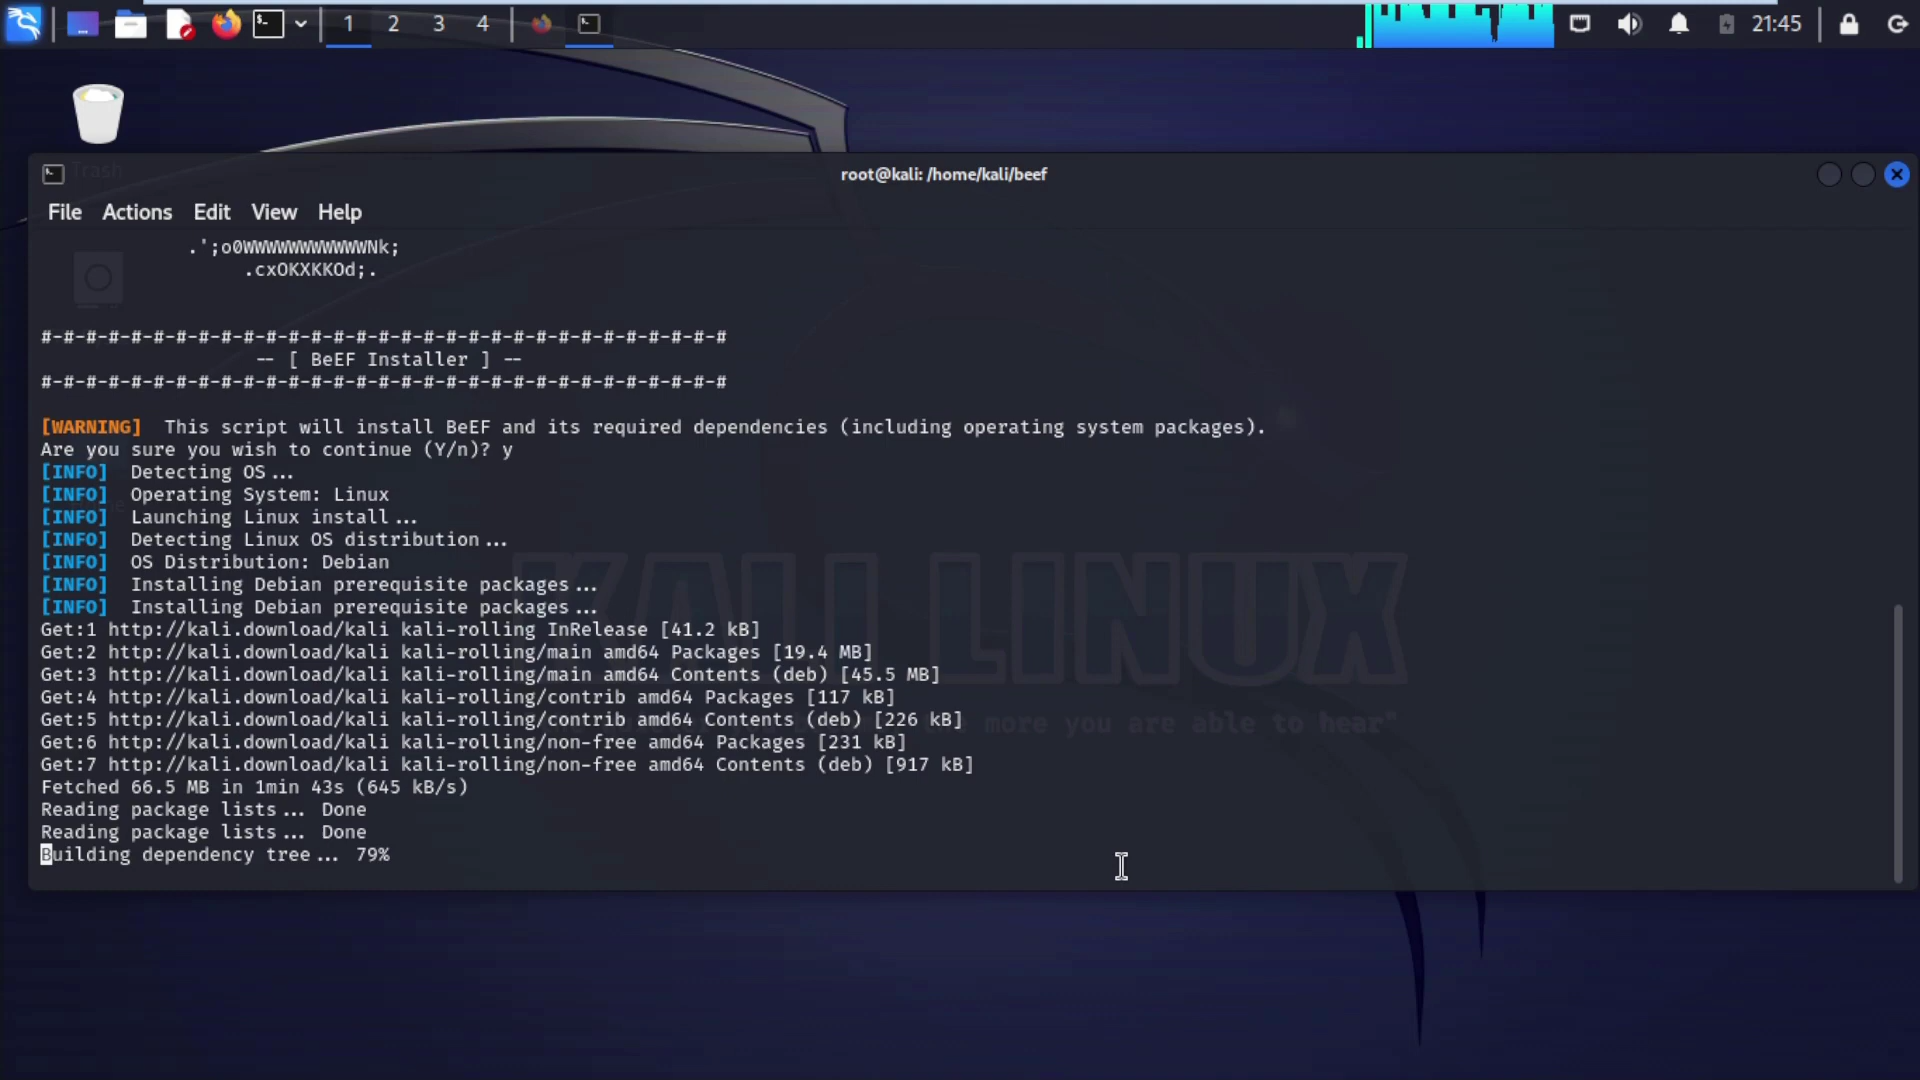 1 2 3 4 21:45
Trash
root@kali: /home/kali/beef
File Actions Edit View Help
.';o0WWWWWWWWWWWNk;
.cxOKXKKOd;.
#-#-#-#-#-#-#-#-#-#-#-#-#-#-#-#-#-#-#-#-#-#-#-#-#-#-#-#-#-#-#
-- [ BeEF Installer ] --
#-#-#-#-#-#-#-#-#-#-#-#-#-#-#-#-#-#-#-#-#-#-#-#-#-#-#-#-#-#-#
[WARNING] This script will install BeEF and its required dependencies (including operating system packages).
Are you sure you wish to continue (Y/n)? y
[INFO] Detecting OS...
[INFO] Operating System: Linux
[INFO] Launching Linux install...
[INFO] Detecting Linux OS distribution...
[INFO] OS Distribution: Debian
[INFO] Installing Debian prerequisite packages...
[INFO] Installing Debian prerequisite packages...
KALI LINUX
Get:1 http://kali.download/kali kali-rolling InRelease [41.2 kB]
Get:2 http://kali.download/kali kali-rolling/main amd64 Packages [19.4 MB]
Get:3 http://kali.download/kali kali-rolling/main amd64 Contents (deb) [45.5 MB]
Get:4 http://kali.download/kali kali-rolling/contrib amd64 Packages [117 kB]
Get:5 http://kali.download/kali kali-rolling/contrib amd64 Contents (deb) [226 kB]
more you are able to hear"
Get:6 http://kali.download/kali kali-rolling/non-free amd64 Packages [231 kB]
Get:7 http://kali.download/kali kali-rolling/non-free amd64 Contents (deb) [917 kB]
Fetched 66.5 MB in 1min 43s (645 kB/s)
Reading package lists... Done
Reading package lists... Done
Building dependency tree... 79%